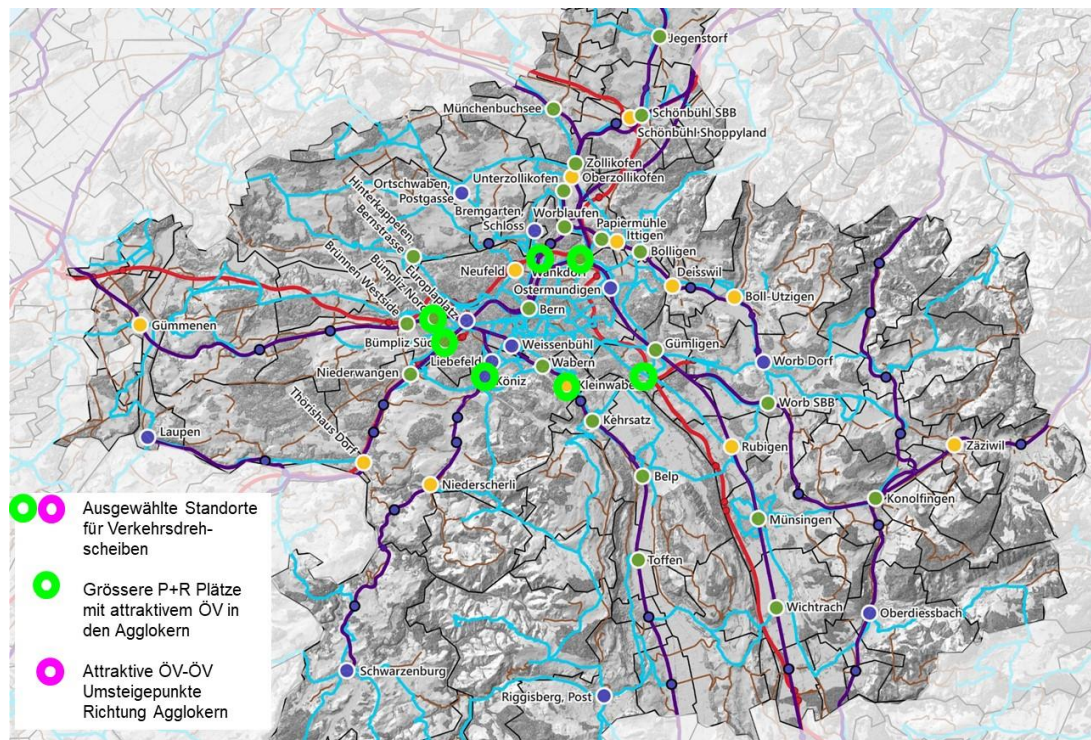 Jegenstorf
Münchenbuchsee
Schönbühl SBB
Schönbühl-Shoppyland
Zollikofen
Unterzollikofen
Oberzollikofen
Ortschwaben,
Postgasse
Bremgarten,
Schloss
Worblaufen
Papiermühle
Ittigen
Bolligen
Hinterkappelen,
Bernstrasse
Brünnen Westside
Bümpliz Nord
Europaplatz
Neufeld
Wankdorf
Ostermundigen
Deisswil
Boll-Utzigen
Gümmenen
Bern
Bümpliz Süd
Weissenbühl
Gümligen
Worb Dorf
Liebefeld
Wabern
Niederwangen
Köniz
Kleinwabern
Worb SBB
Thörishaus Dorf
Kehrsatz
Laupen
Rubigen
Zäziwil
Niederscherli
Belp
Konolfingen
Münsingen
Toffen
Wichtrach
Oberdiessbach
Schwarzenburg
Riggisberg, Post
Ausgewählte Standorte
für Verkehrsdreh-
scheiben
Grössere P+R Plätze
mit attraktivem ÖV in
den Agglokern
Attraktive ÖV-ÖV
Umsteigepunkte
Richtung Agglokern